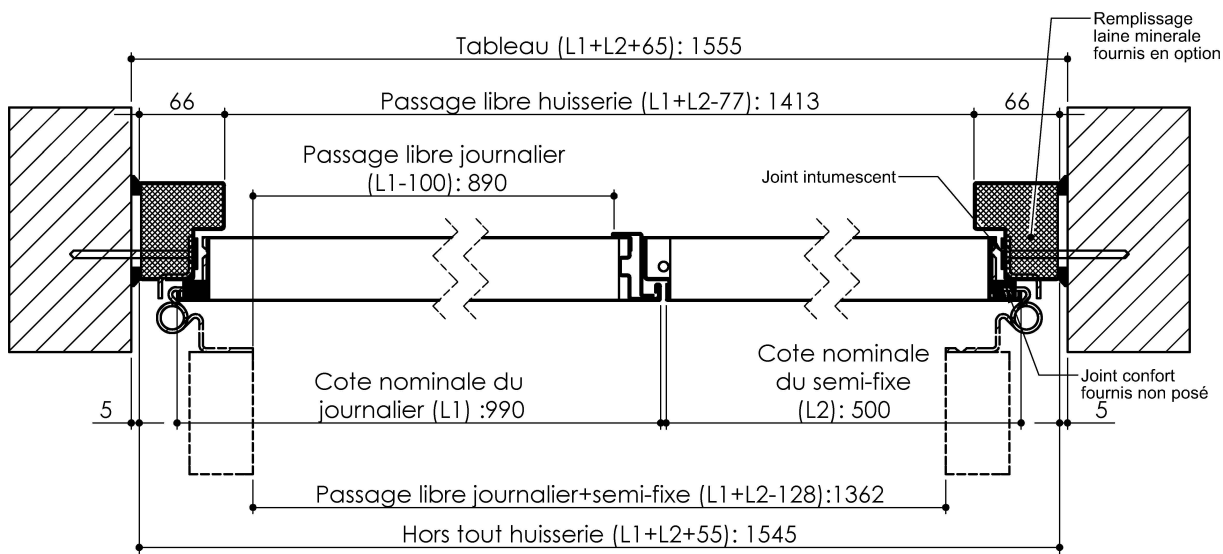 Remplissage
laine minerale
fournis en option
Tableau (L1+L2+65): 1555
66
Passage libre huisserie (L1+L2-77): 1413
66
Passage libre journalier
(L1-100): 890
Joint intumescent
Cote nominale du
journalier (L1) :990
Cote nominale
du semi-fixe
(L2): 500
Joint confort
fournis non posé
5
5
Passage libre journalier+semi-fixe (L1+L2-128):1362
Hors tout huisserie (L1+L2+55): 1545